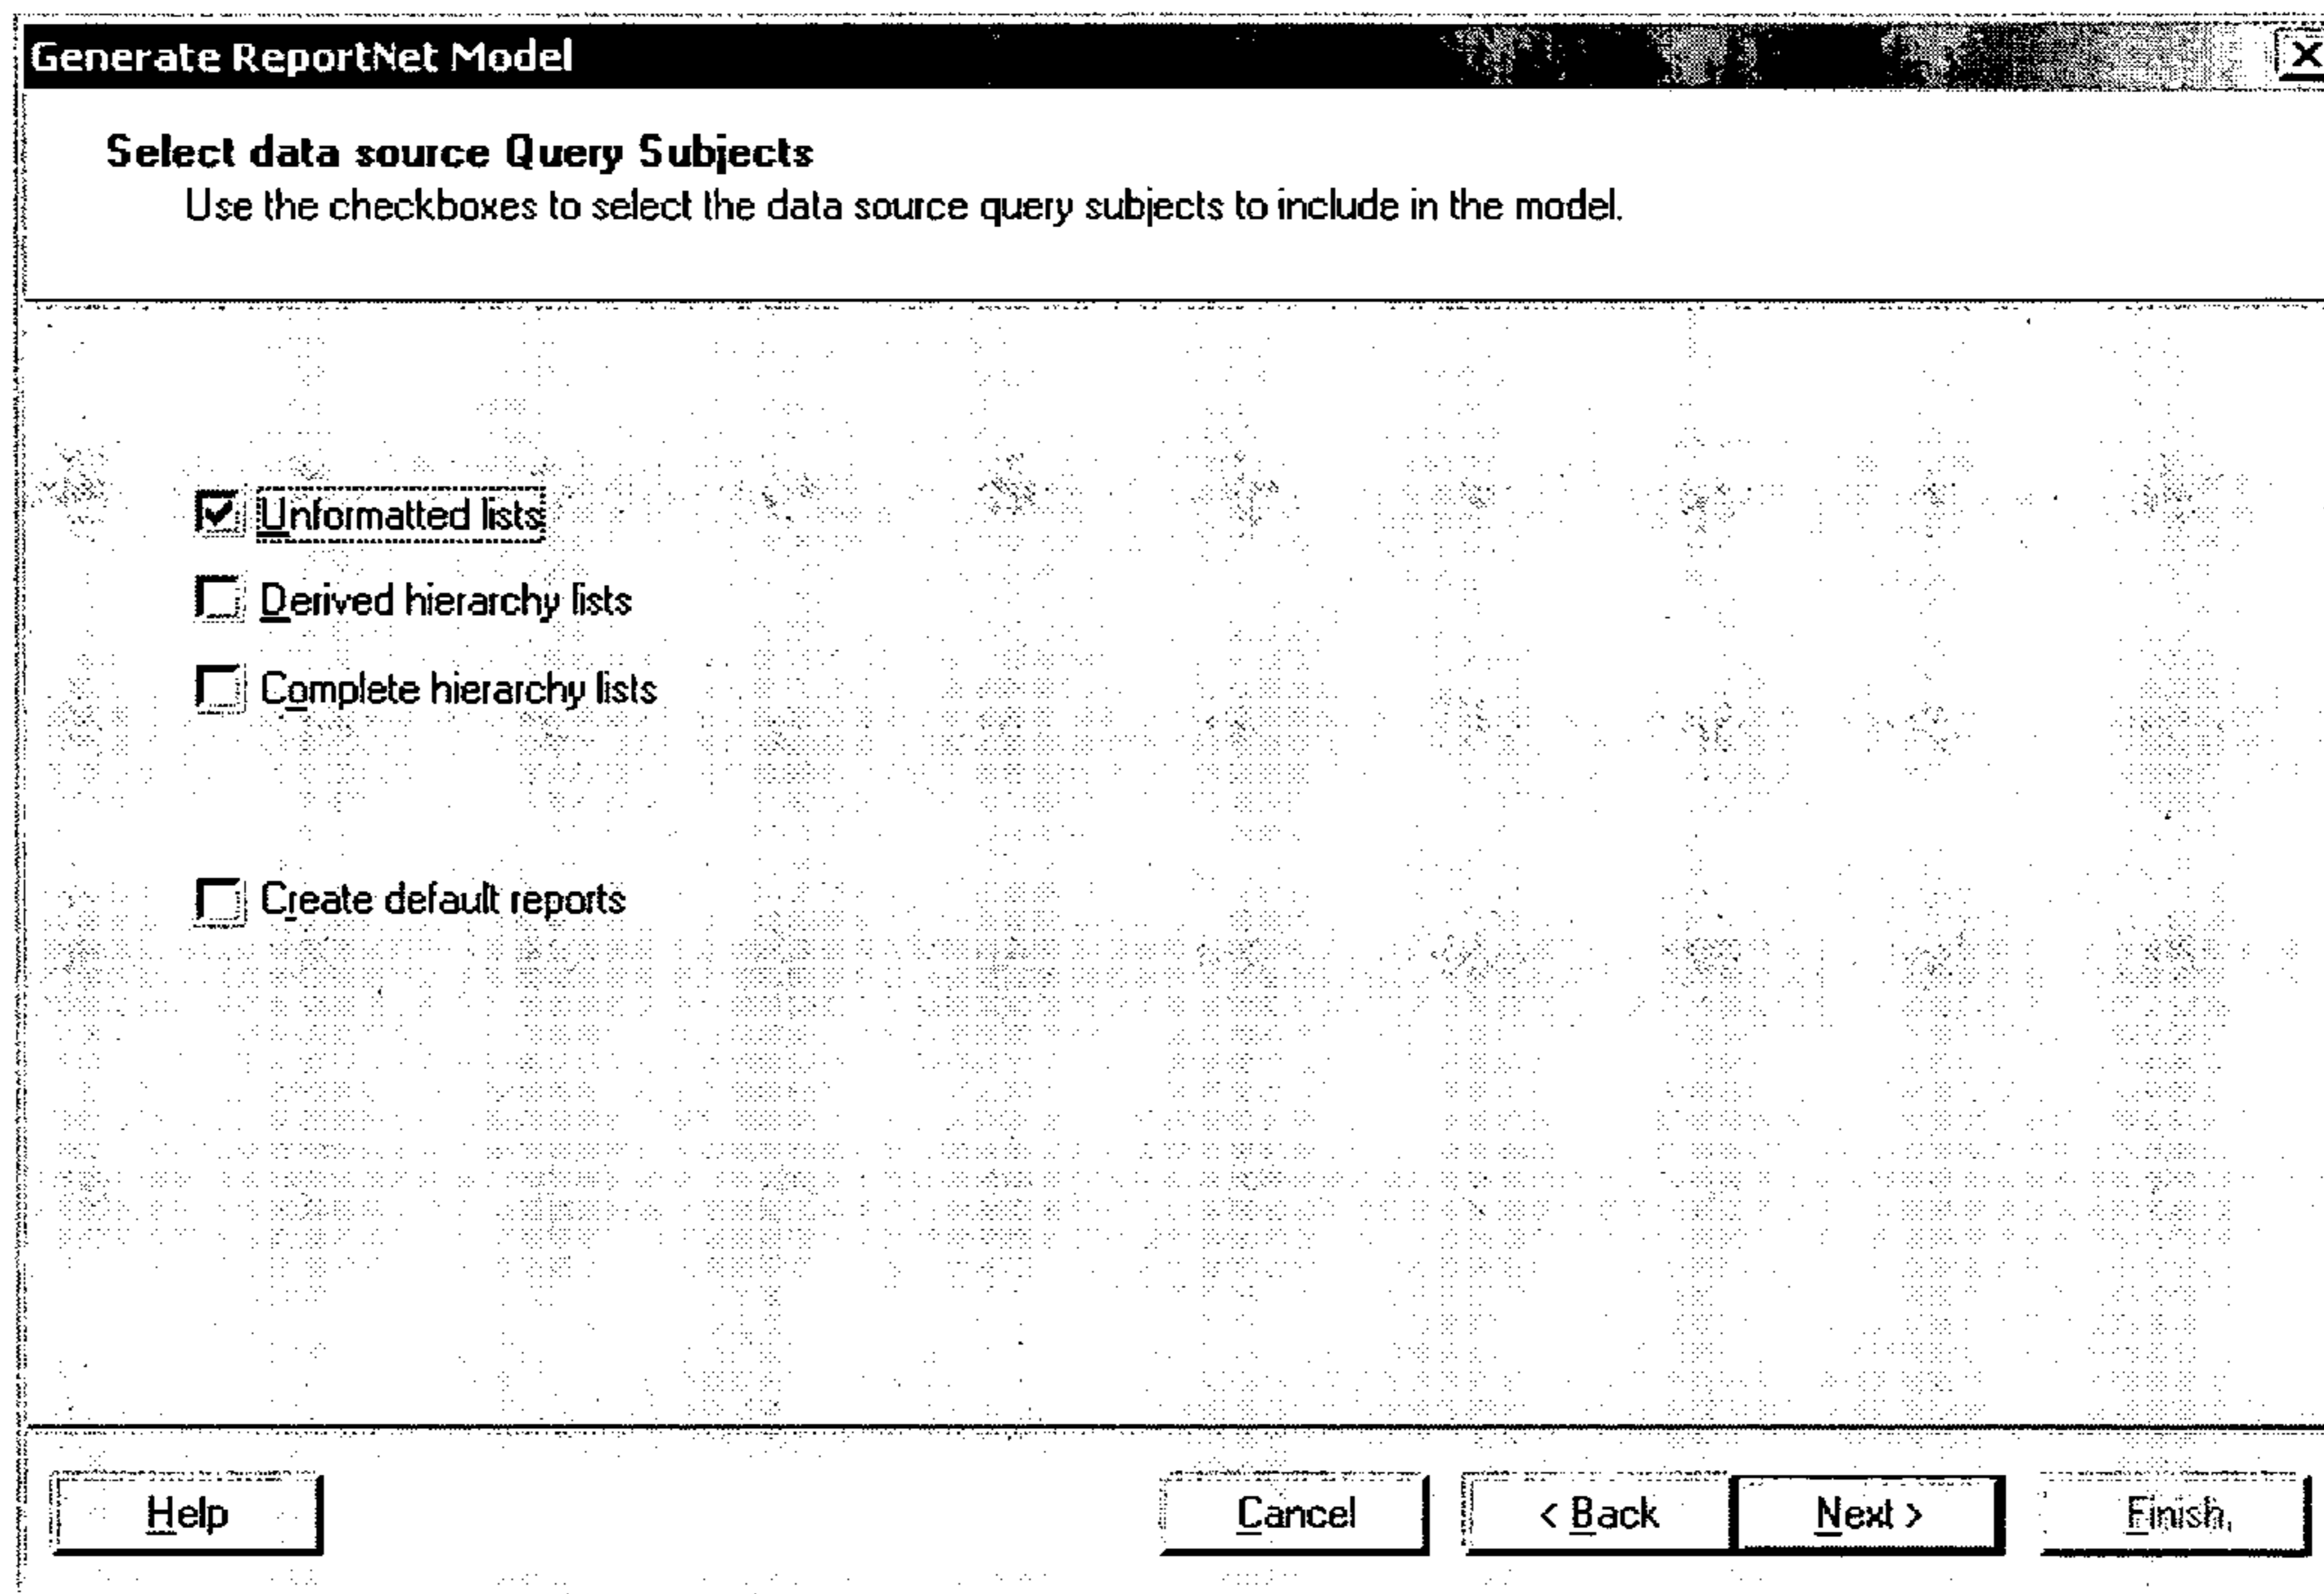 Generate ReportNet Model
Select data source Query Subjects
Use the checkboxes to select the data source query subjects to include in the model.
Unformatted lists
Derived hierarchy lists
Complete hierarchy lists
Create default reports
Help
Cancel
< Back
Next >
Finish